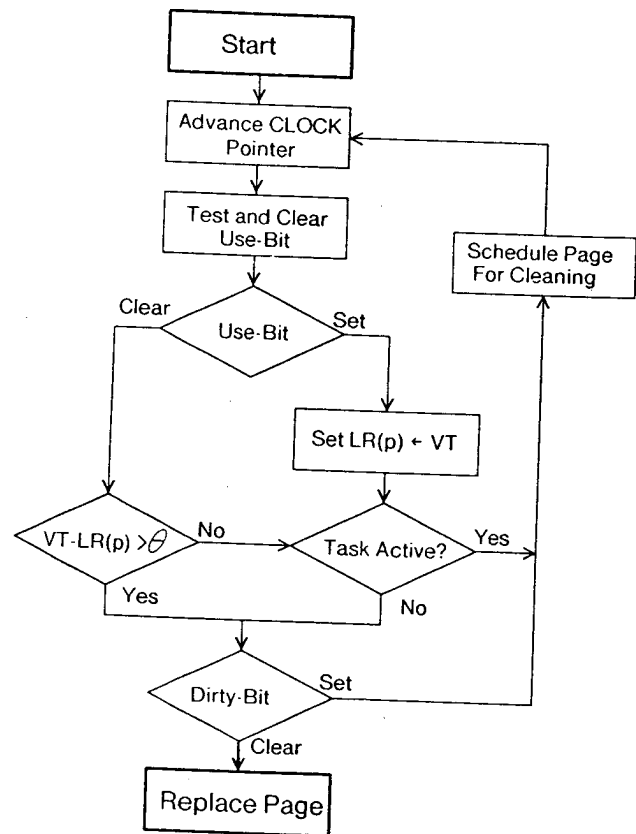 Start
Advance CLOCK
Pointer
Test and Clear
Use-Bit
Schedule Page
For Cleaning
Clear
Use-Bit
Set
Set LR(p) ← VT
VT-LR(p) >θ
No
Task Active?
Yes
Yes
No
Dirty-Bit
Set
Clear
Replace Page